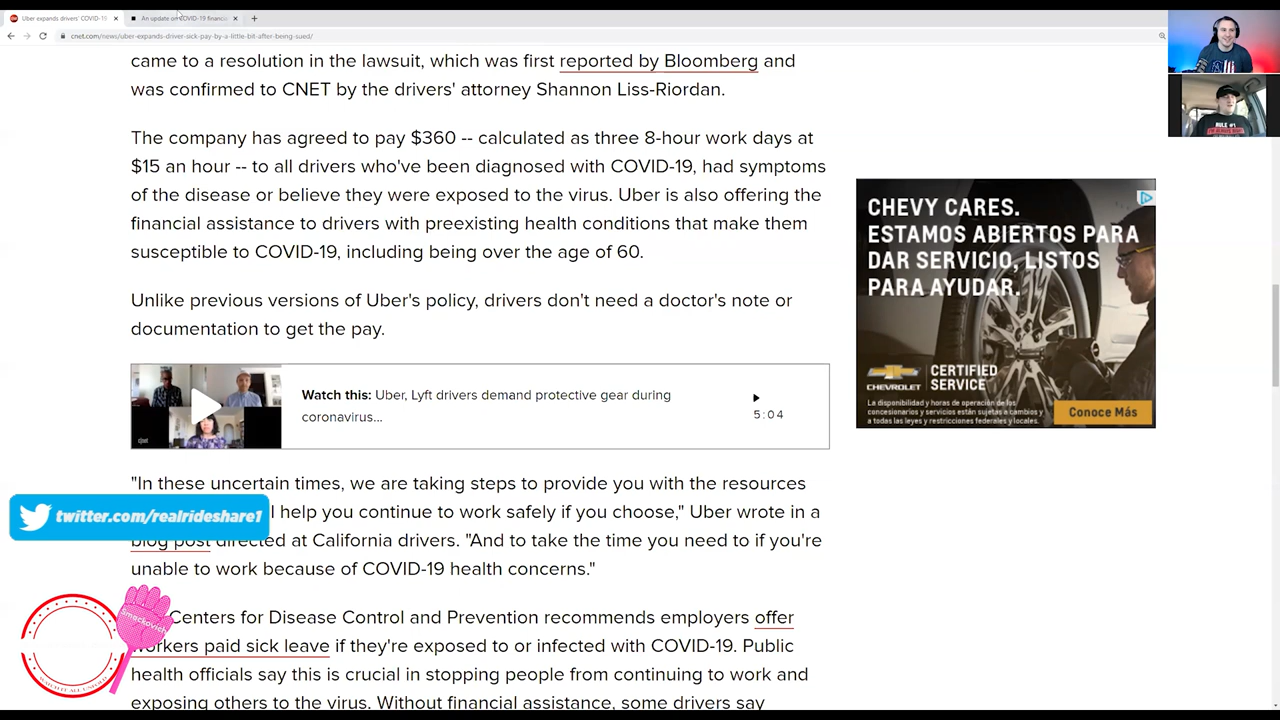 Uber expands drivers' COVID-19
An update on COVID-19 financial
cnet.com/news/uber-expands-driver-sick-pay-by-a-little-bit-after-being-sued/
came to a resolution in the lawsuit, which was first reported by Bloomberg and
was confirmed to CNET by the drivers' attorney Shannon Liss-Riordan.
The company has agreed to pay $360 -- calculated as three 8-hour work days at
$15 an hour -- to all drivers who've been diagnosed with COVID-19, had symptoms
of the disease or believe they were exposed to the virus. Uber is also offering the
financial assistance to drivers with preexisting health conditions that make them
susceptible to COVID-19, including being over the age of 60.
Unlike previous versions of Uber's policy, drivers don't need a doctor's note or
documentation to get the pay.
Watch this: Uber, Lyft drivers demand protective gear during
coronavirus...
5:04
cnet
"In these uncertain times, we are taking steps to provide you with the resources
help you continue to work safely if you choose," Uber wrote in a
blog post directed at California drivers. "And to take the time you need to if you're
unable to work because of COVID-19 health concerns."
Centers for Disease Control and Prevention recommends employers offer
workers paid sick leave if they're exposed to or infected with COVID-19. Public
health officials say this is crucial in stopping people from continuing to work and
exposing others to the virus. Without financial assistance, some drivers say
CHEVY CARES.
ESTAMOS ABIERTOS PARA
DAR SERVICIO, LISTOS
PARA AYUDAR.
CHEVROLET
CERTIFIED
SERVICE
La disponibilidad y horas de operación de los
concesionarios y servicios están sujetas a cambios y
a todas las leyes y restricciones federales y locales.
Conoce Más
RULE #1
twitter.com/realrideshare1
Smackovich